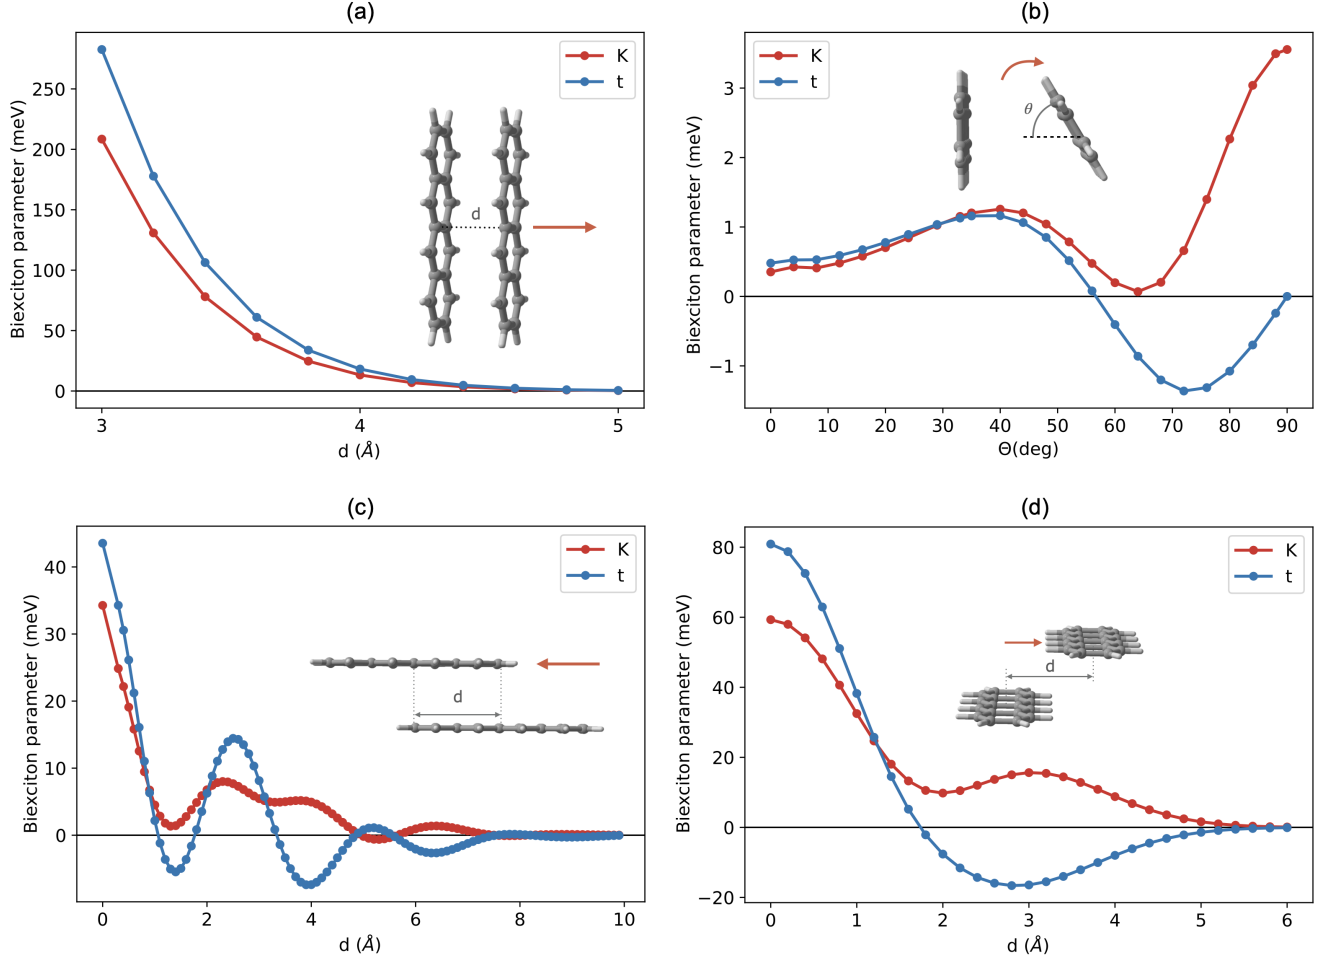 (a)
Biexciton parameter (meV)
250
200
150
100
50
0
3
4
5
d (Å)
K
t
d
(b)
Biexciton parameter (meV)
3
2
1
0
−1
0
10
20
30
40
50
60
70
80
90
Θ(deg)
K
t
θ
(c)
Biexciton parameter (meV)
40
30
20
10
0
0
2
4
6
8
10
d (Å)
K
t
d
(d)
Biexciton parameter (meV)
80
60
40
20
0
−20
0
1
2
3
4
5
6
d (Å)
K
t
d